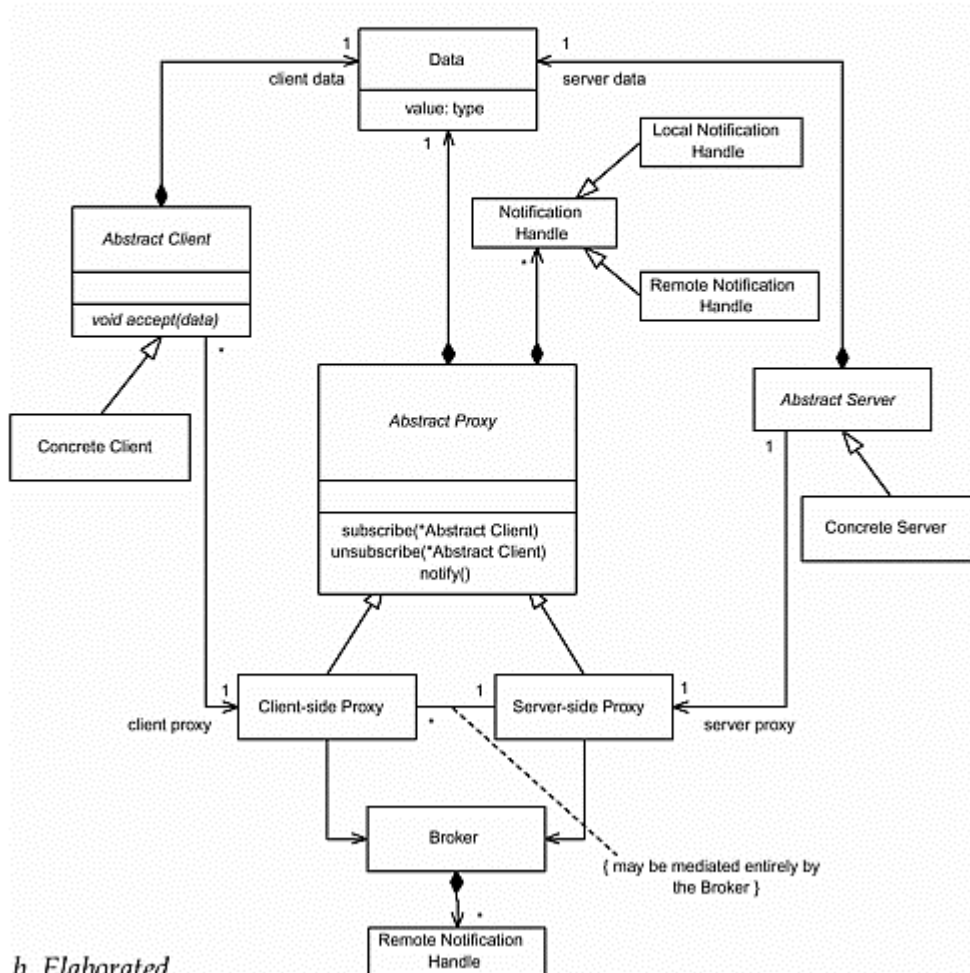 1
1
Data
client data
server data
value: type
1
Local Notification
Handle
Notification
Handle
Abstract Client
*
Remote Notification
Handle
void accept(data)
*
Abstract Proxy
Abstract Server
1
Concrete Client
subscribe(*Abstract Client)
unsubscribe(*Abstract Client)
notify()
Concrete Server
1
1
1
Client-side Proxy
Server-side Proxy
*
client proxy
server proxy
Broker
{ may be mediated entirely by
the Broker }
*
Remote Notification
Handle
h. Elaborated